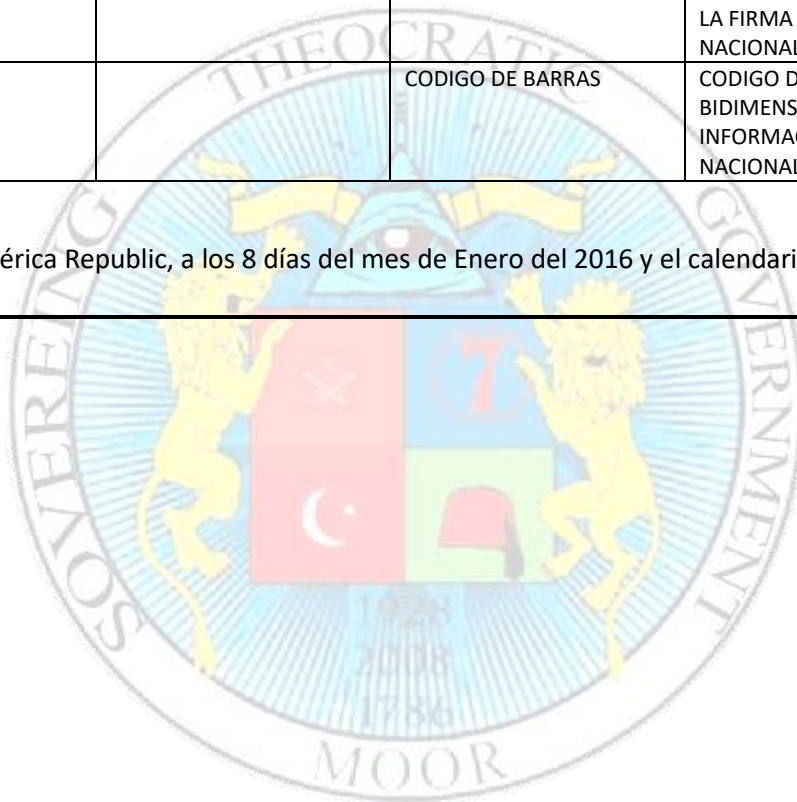 LA FIRMA
NACIONAL
CODIGO DE BARRAS
CODIGO D
BIDIMENS
INFORMAC
NACIONAL
érica Republic, a los 8 días del mes de Enero del 2016 y el calendari
THEOCRATIC
GOVERNMENT
SOVEREING
7
1928
2008
1786
MOOR